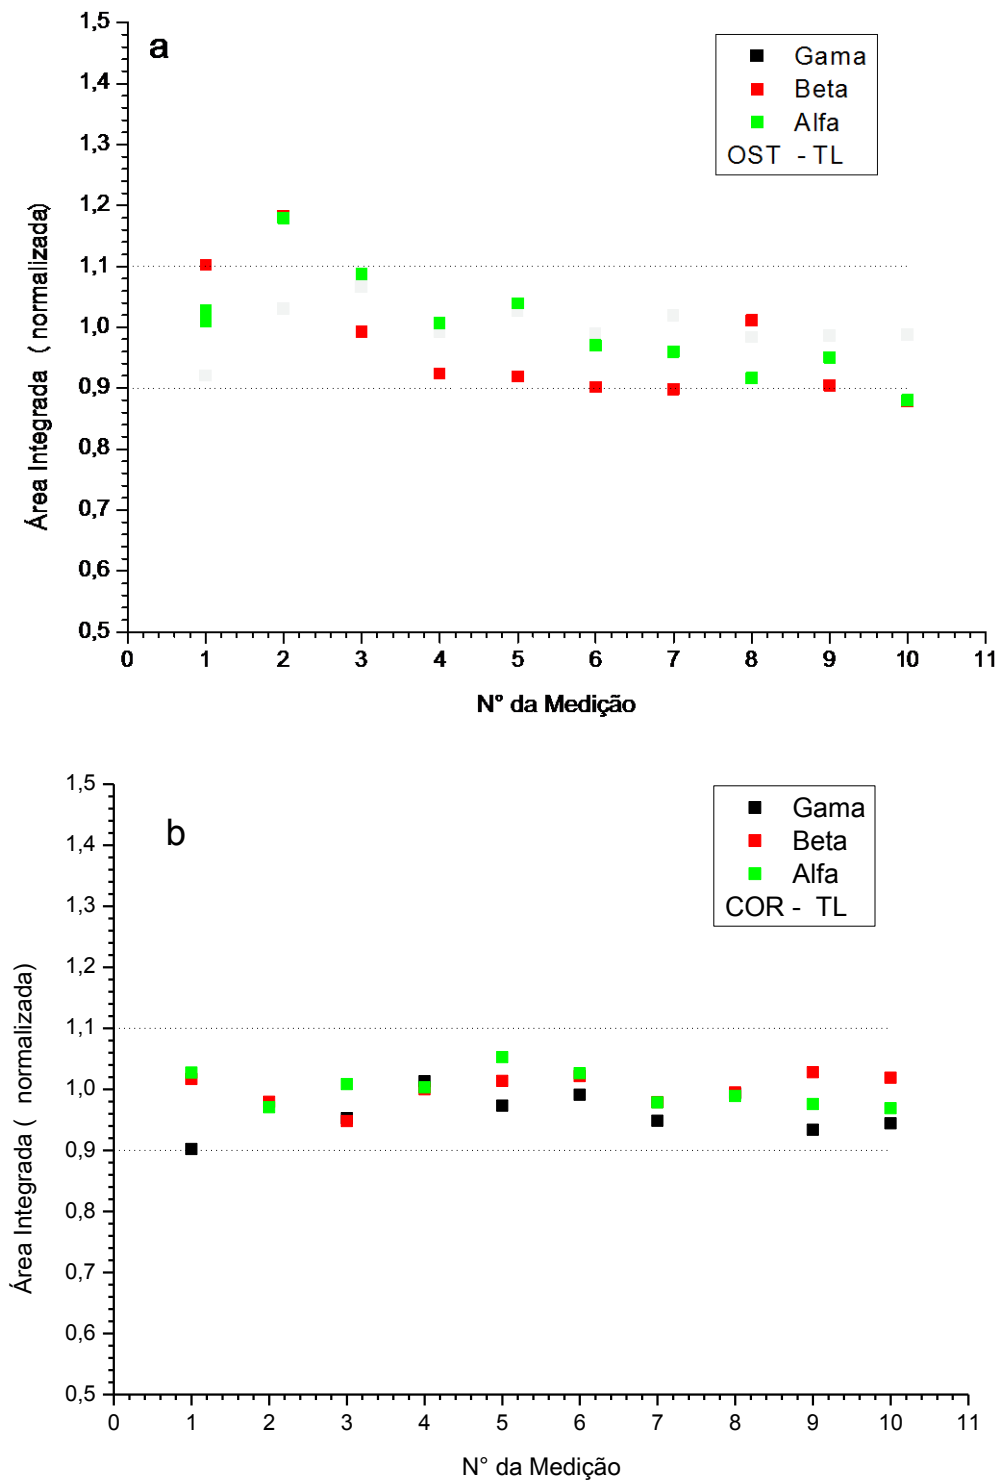 a
Gama
Beta
Alfa
OST - TL
1,5
1,4
1,3
1,2
1,1
1,0
0,9
0,8
0,7
0,6
0,5
Área Integrada ( normalizada)
0 1 2 3 4 5 6 7 8 9 10 11
N° da Medição
b
Gama
Beta
Alfa
COR - TL
1,5
1,4
1,3
1,2
1,1
1,0
0,9
0,8
0,7
0,6
0,5
Área Integrada ( normalizada)
0 1 2 3 4 5 6 7 8 9 10 11
N° da Medição